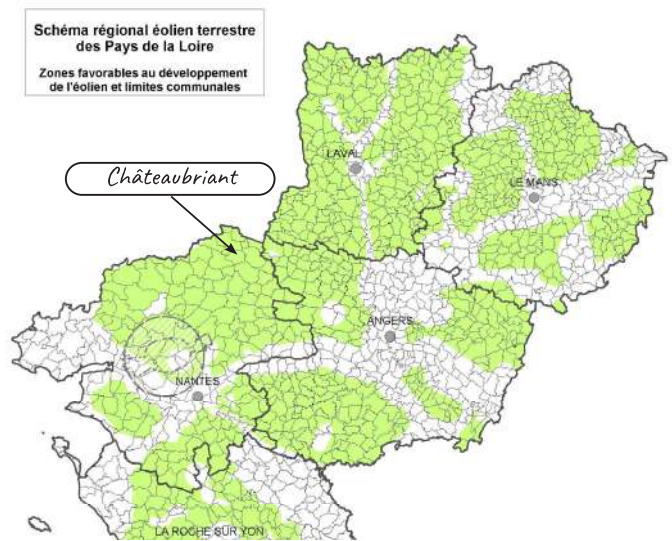 Schéma régional éolien terrestre
des Pays de la Loire
Zones favorables au développement
de l'éolien et limites communales
LAVAL
Châteaubriant
LE MANS
ANGERS
NANTES
LA ROCHE SUR YON